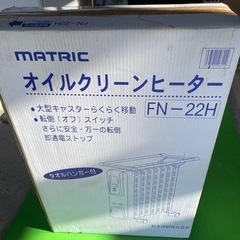 MATRIC
オイルクリーンヒーター
● 大型キャスターらくらく移動
FN-22H
● 転倒(オフ)スイッチ
さらに安全・万一の転倒
即通電ストップ
タオルハンガー付